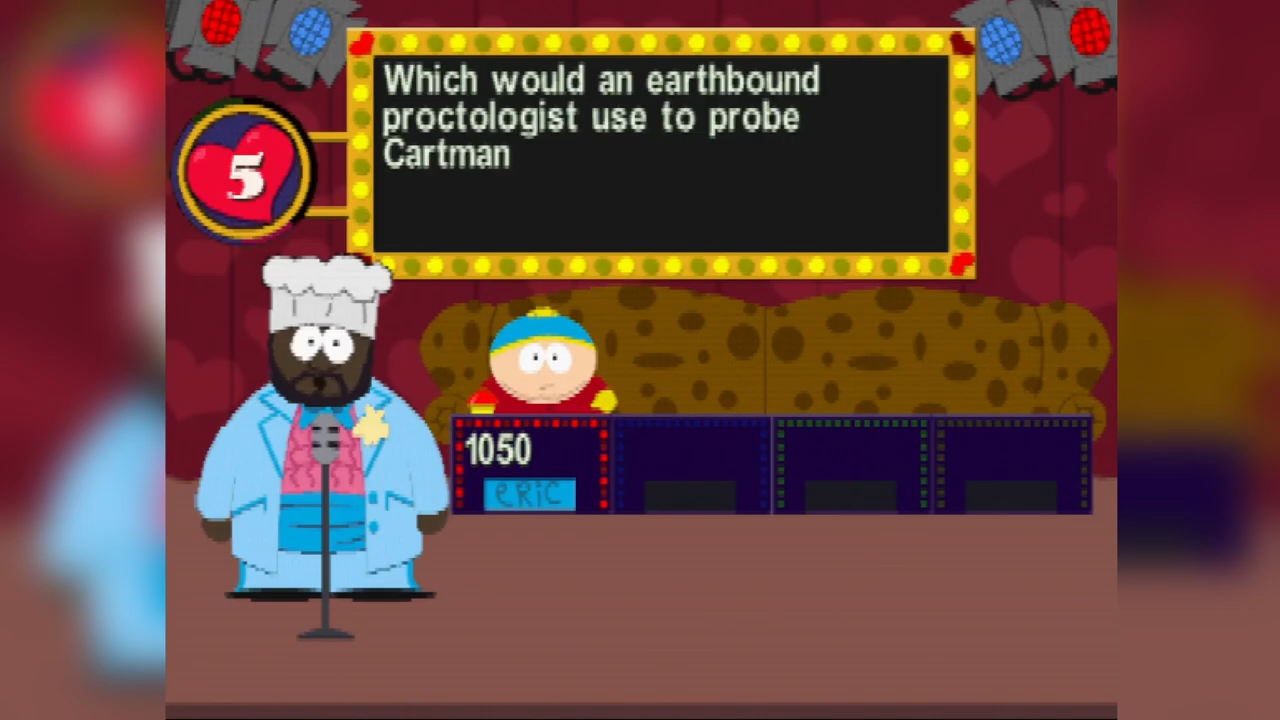 Which would an earthbound
proctologist use to probe
Cartman
5
1050
eRiC